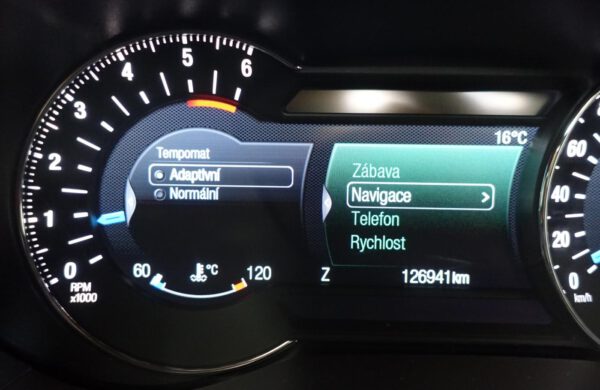 0
1
2
3
4
5
6
RPM
x1000
Tempomat
Adaptivní
Normální
60
°C
120
16°C
Zábava
Navigace >
Telefon
Rychlost
Z
126941km
60
40
20
0
km/h